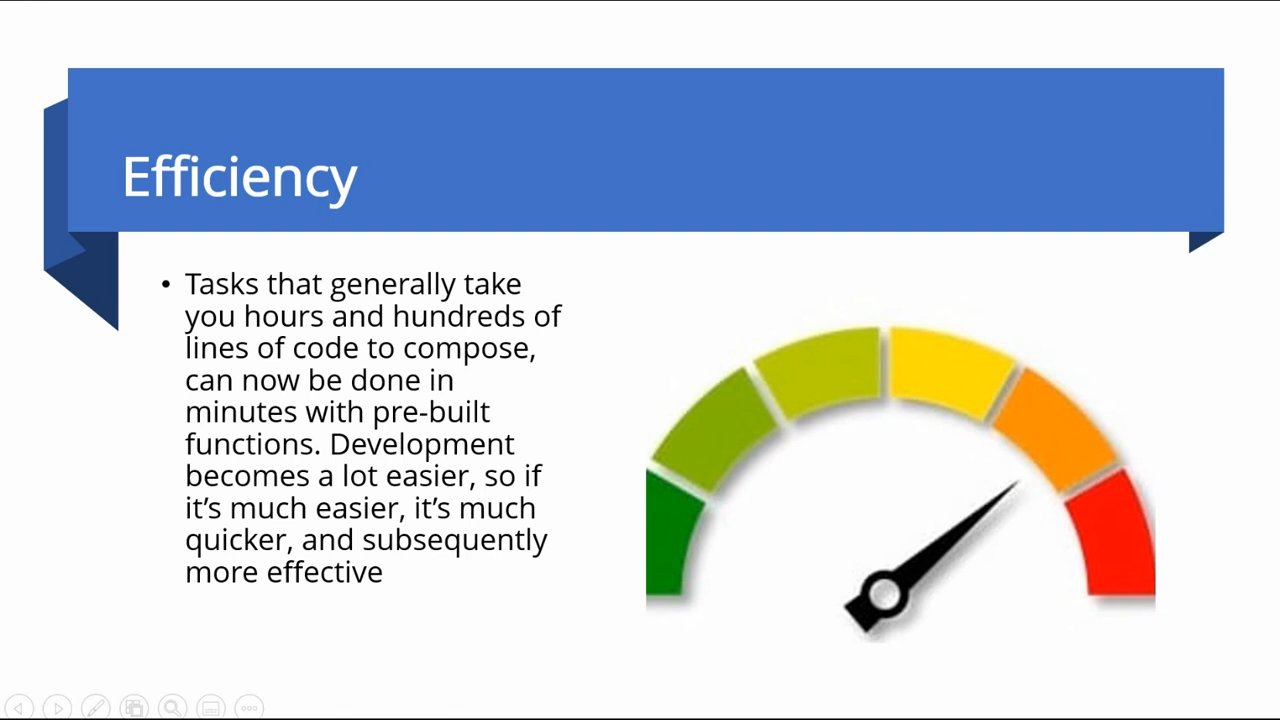 Efficiency
• Tasks that generally take
you hours and hundreds of
lines of code to compose,
can now be done in
minutes with pre-built
functions. Development
becomes a lot easier, so if
it’s much easier, it’s much
quicker, and subsequently
more effective